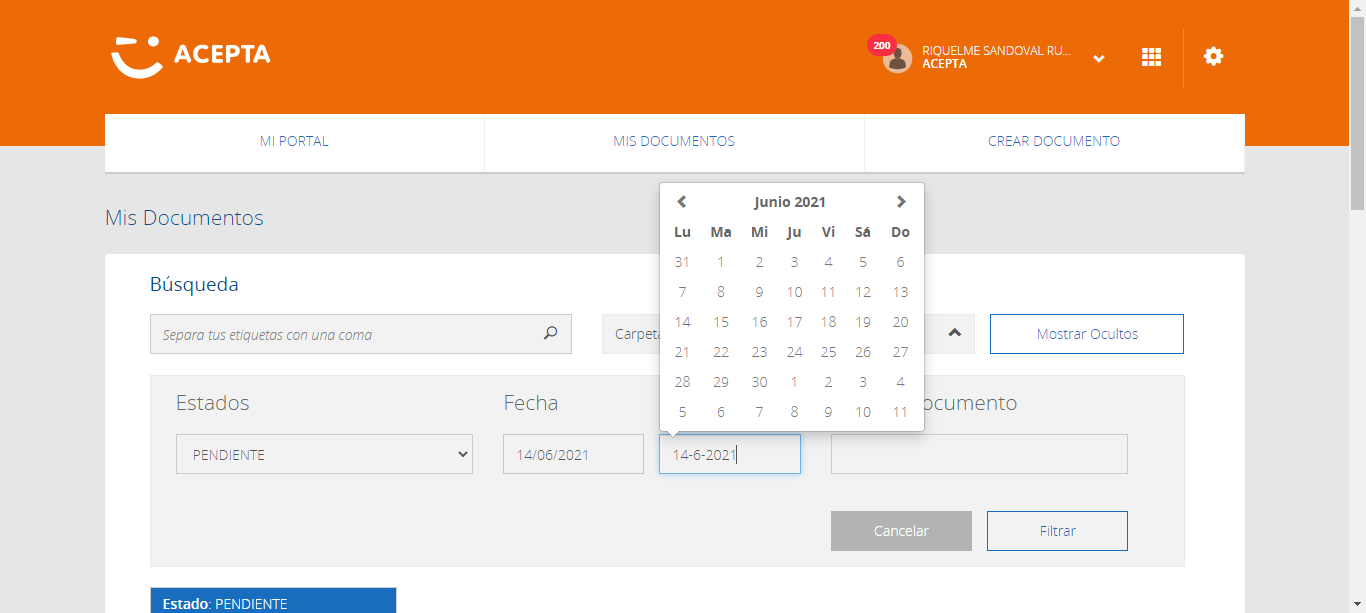 ACEPTA
200
RIQUELME SANDOVAL RU...
ACEPTA
MI PORTAL
MIS DOCUMENTOS
CREAR DOCUMENTO
Mis Documentos
Junio 2021
Lu Ma Mi Ju Vi Sá Do
31 1 2 3 4 5 6
7 8 9 10 11 12 13
14 15 16 17 18 19 20
21 22 23 24 25 26 27
28 29 30 1 2 3 4
5 6 7 8 9 10 11
Búsqueda
Separa tus etiquetas con una coma
Mostrar Ocultos
Estados
Fecha
PENDIENTE
14/06/2021
14-6-2021
Cancelar
Filtrar
Estado: PENDIENTE